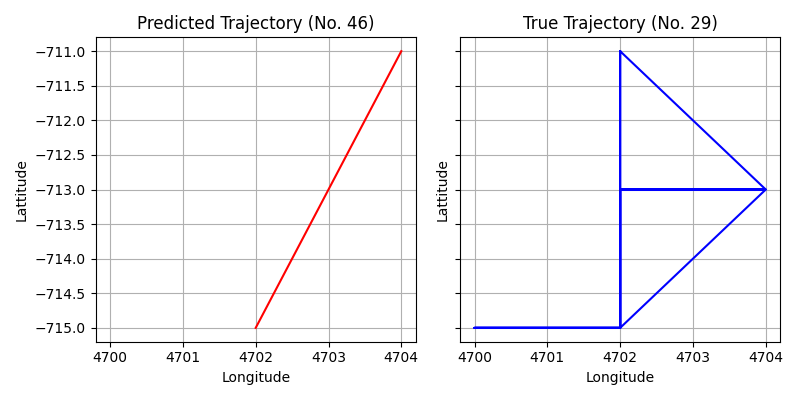 Predicted Trajectory (No. 46)
True Trajectory (No. 29)
−711.0
−711.5
−712.0
−712.5
−713.0
−713.5
−714.0
−714.5
−715.0
Lattitude
Lattitude
4700 4701 4702 4703 4704
4700 4701 4702 4703 4704
Longitude
Longitude